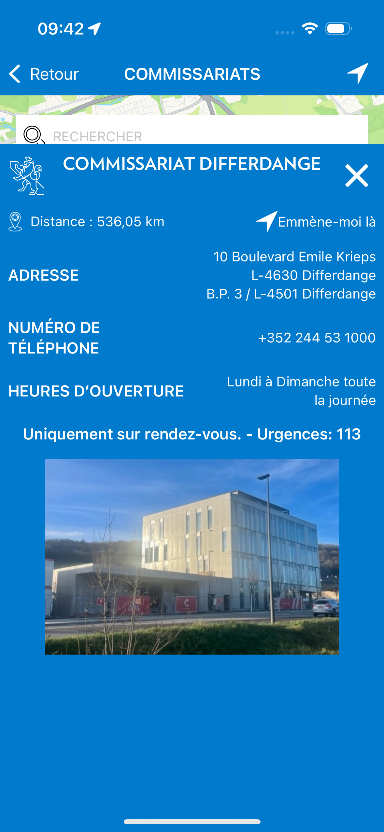 09:42
Retour
COMMISSARIATS
RECHERCHER
COMMISSARIAT DIFFERDANGE
Distance : 536,05 km
Emmène-moi là
ADRESSE
10 Boulevard Emile Krieps
L-4630 Differdange
B.P. 3 / L-4501 Differdange
NUMÉRO DE
TÉLÉPHONE
+352 244 53 1000
HEURES D'OUVERTURE
Lundi à Dimanche toute
la journée
Uniquement sur rendez-vous. - Urgences: 113